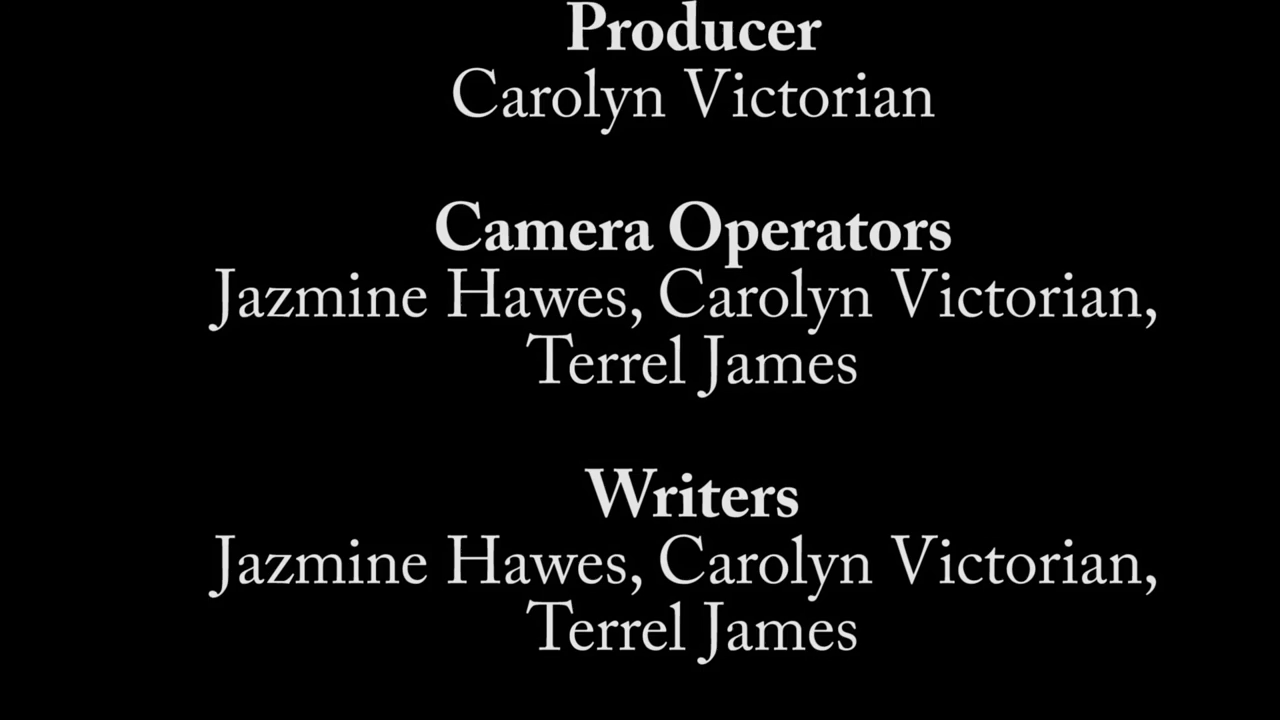 Producer
Carolyn Victorian
Camera Operators
Jazmine Hawes, Carolyn Victorian,
Terrel James
Writers
Jazmine Hawes, Carolyn Victorian,
Terrel James